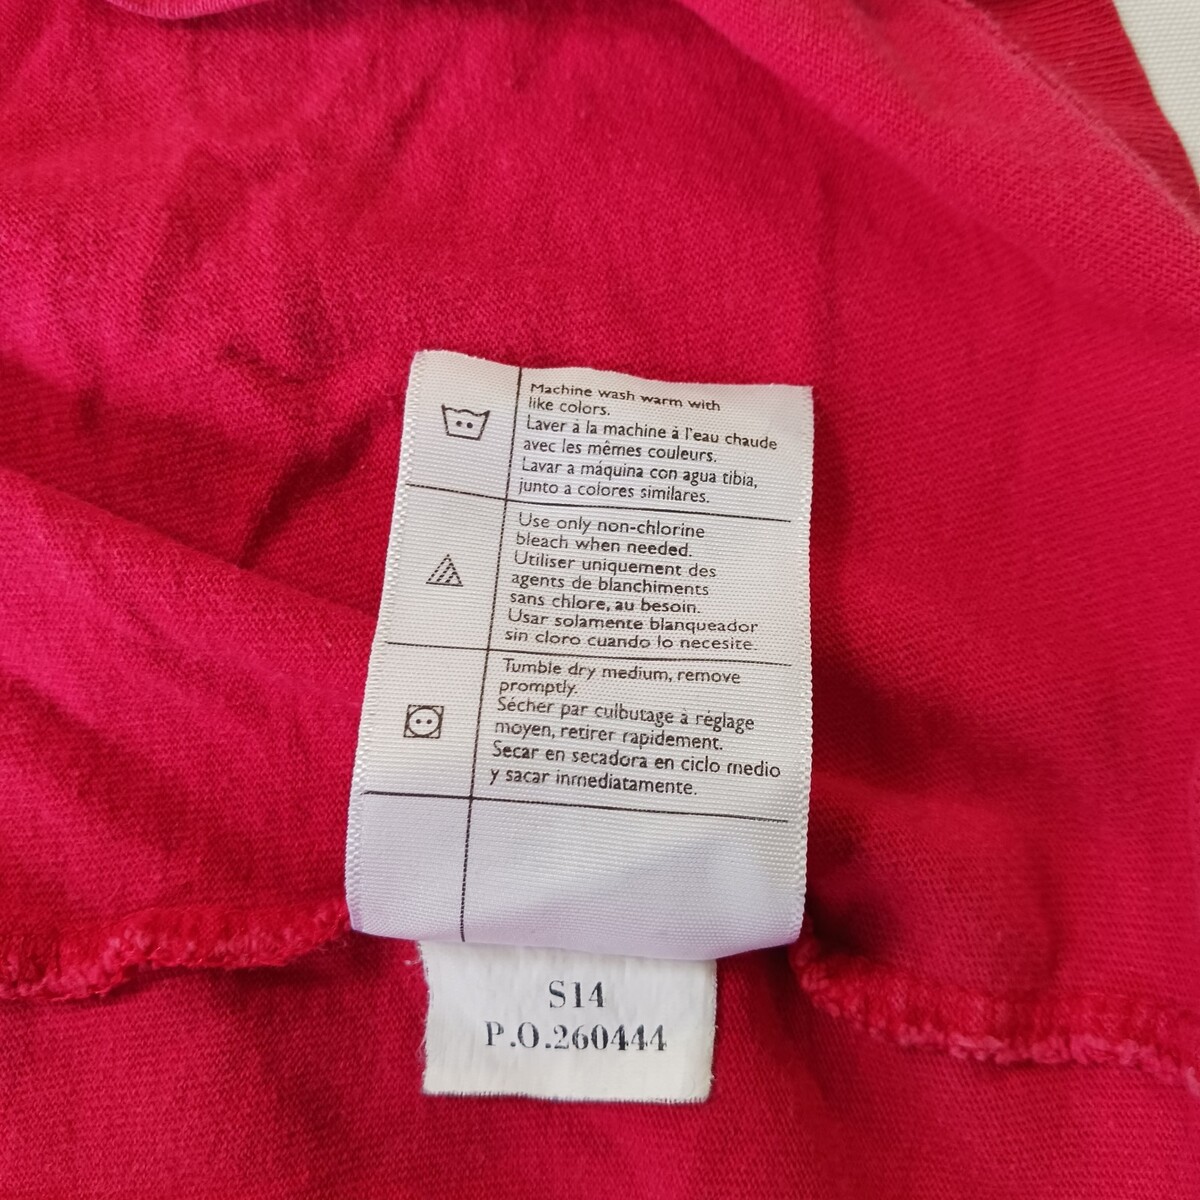 Machine wash warm with
like colors.
Laver à la machine à l'eau chaude
avec les mêmes couleurs.
Lavar a máquina con agua tibia,
junto a colores similares.
Use only non-chlorine
bleach when needed.
Utiliser uniquement des
agents de blanchiments
sans chlore, au besoin.
Usar solamente blanqueador
sin cloro cuando lo necesite.
Tumble dry medium, remove
promptly.
Sécher par culbutage à réglage
moyen, retirer rapidement.
Secar en secadora en ciclo medio
y sacar inmediatamente.
S14
P.O.260444